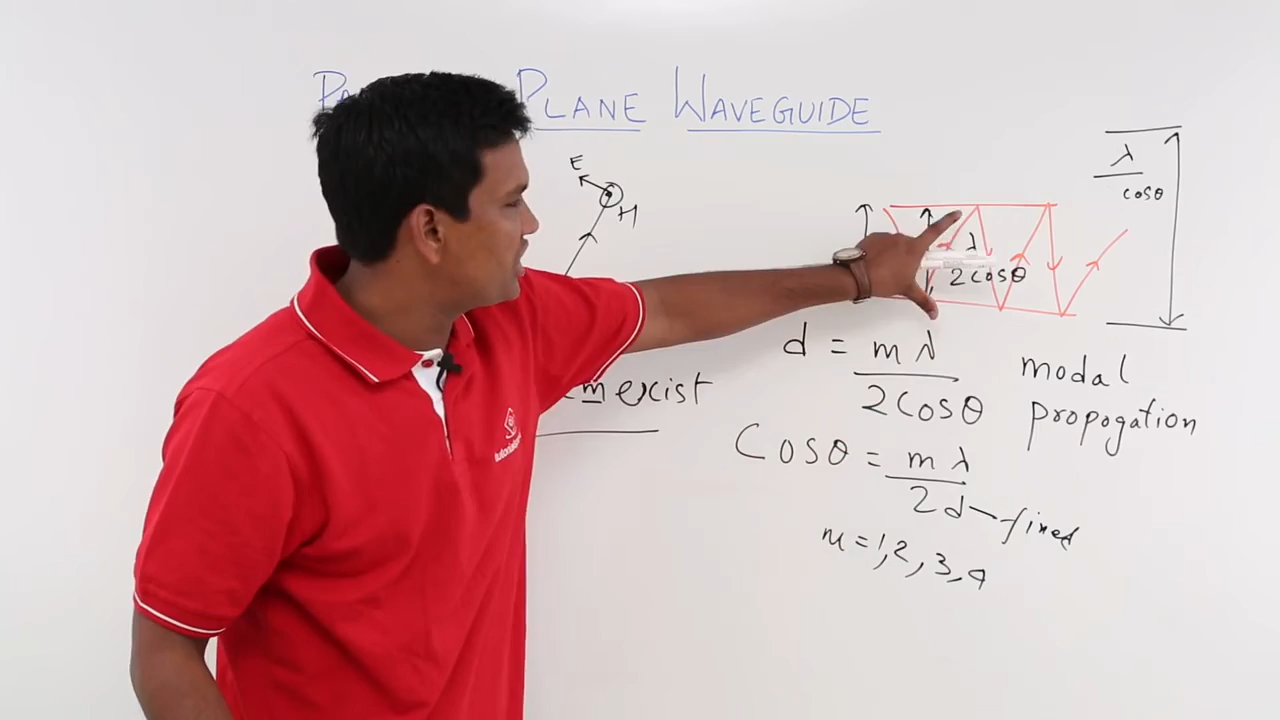 PLANE WAVEGUIDE
E
H
λ
cosθ
λ
2cosθ
d = mλ
2cosθ
modal
propogation
exist
Cosθ = mλ
2d — fixed
m = 1,2,3,4